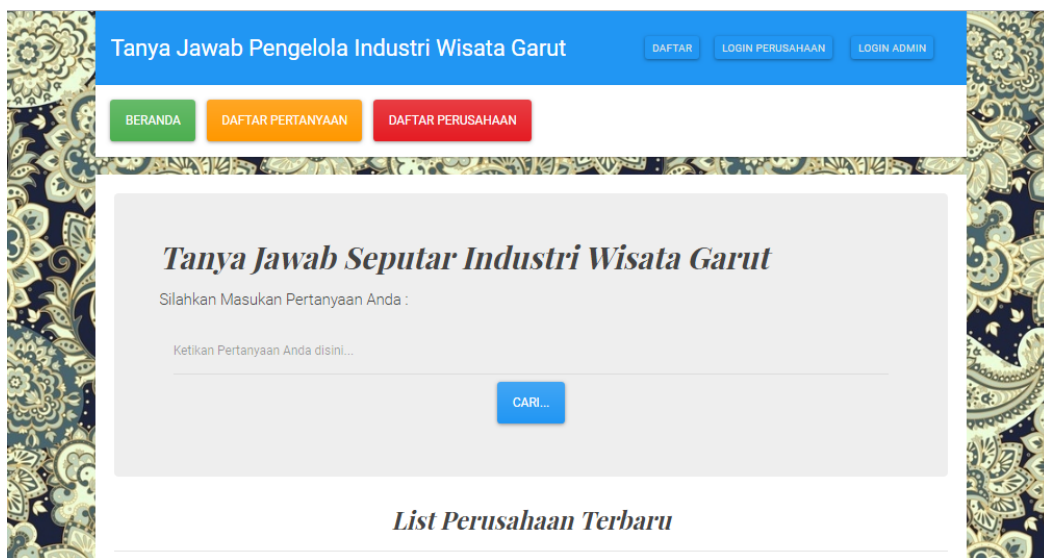 Tanya Jawab Pengelola Industri Wisata Garut
DAFTAR
LOGIN PERUSAHAAN
LOGIN ADMIN
BERANDA
DAFTAR PERTANYAAN
DAFTAR PERUSAHAAN
Tanya Jawab Seputar Industri Wisata Garut
Silahkan Masukan Pertanyaan Anda :
Ketikan Pertanyaan Anda disini...
CARI...
List Perusahaan Terbaru